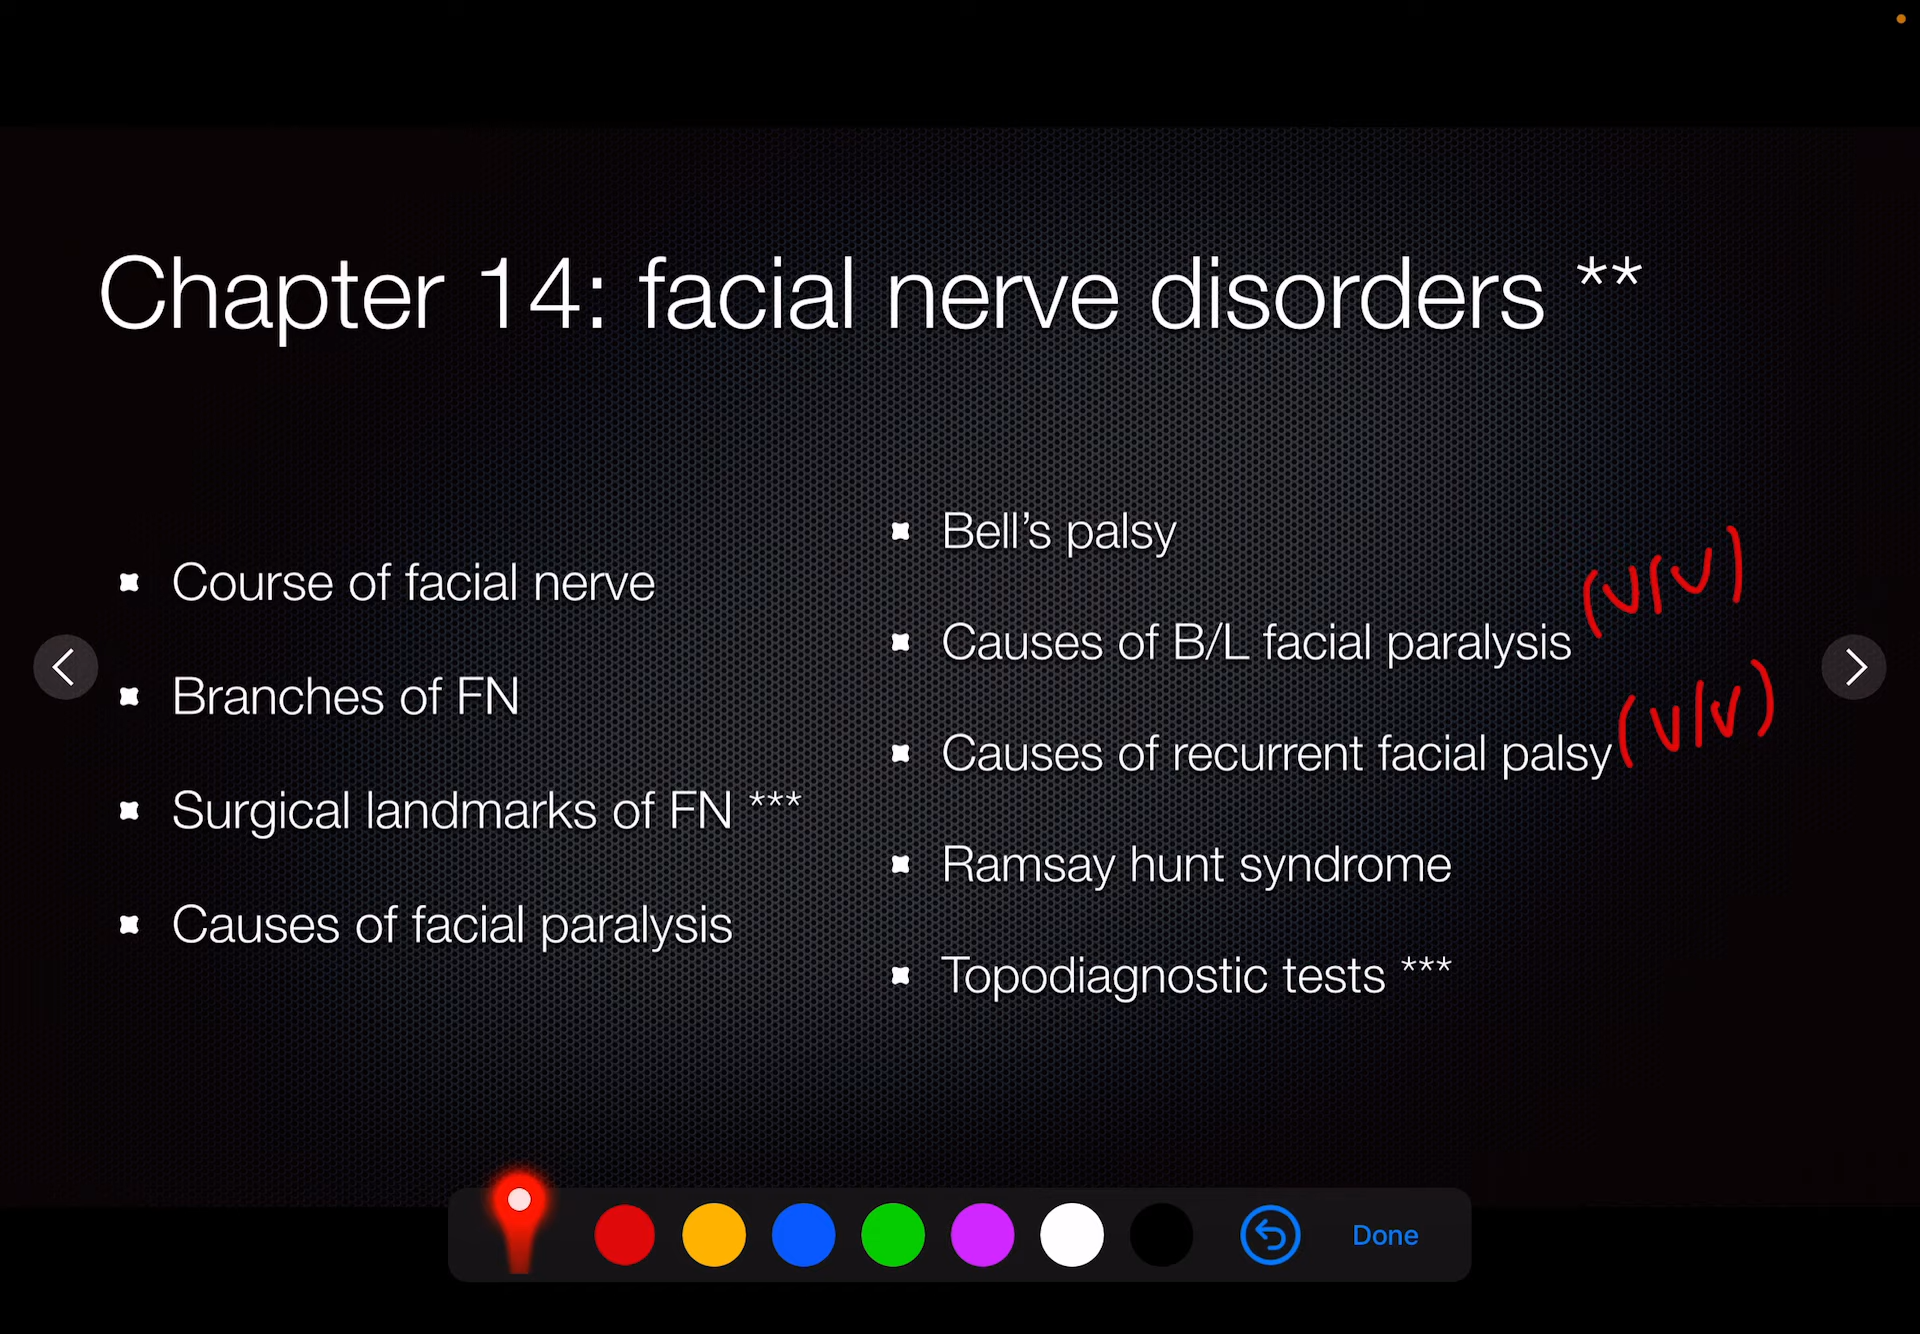 Chapter 14: facial nerve disorders **
Course of facial nerve
Branches of FN
Surgical landmarks of FN ***
Causes of facial paralysis
Bell’s palsy
Causes of B/L facial paralysis (v/v)
Causes of recurrent facial palsy (v/v)
Ramsay hunt syndrome
Topodiagnostic tests ***
Done